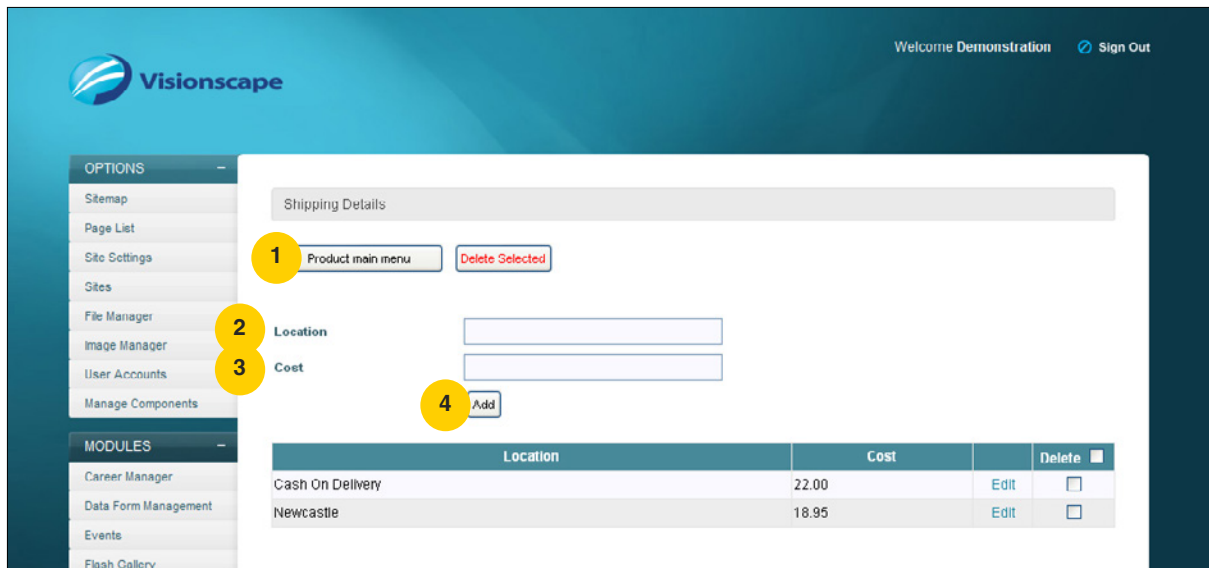 Welcome Demonstration Sign Out
Visionscape
OPTIONS –
Sitemap
Page List
Site Settings
Sites
File Manager
Image Manager
User Accounts
Manage Components
MODULES –
Career Manager
Data Form Management
Events
Flash Gallery
Shipping Details
1 Product main menu Delete Selected
2 Location
3 Cost
4 Add
Location Cost Delete
Cash On Delivery 22.00 Edit
Newcastle 18.95 Edit